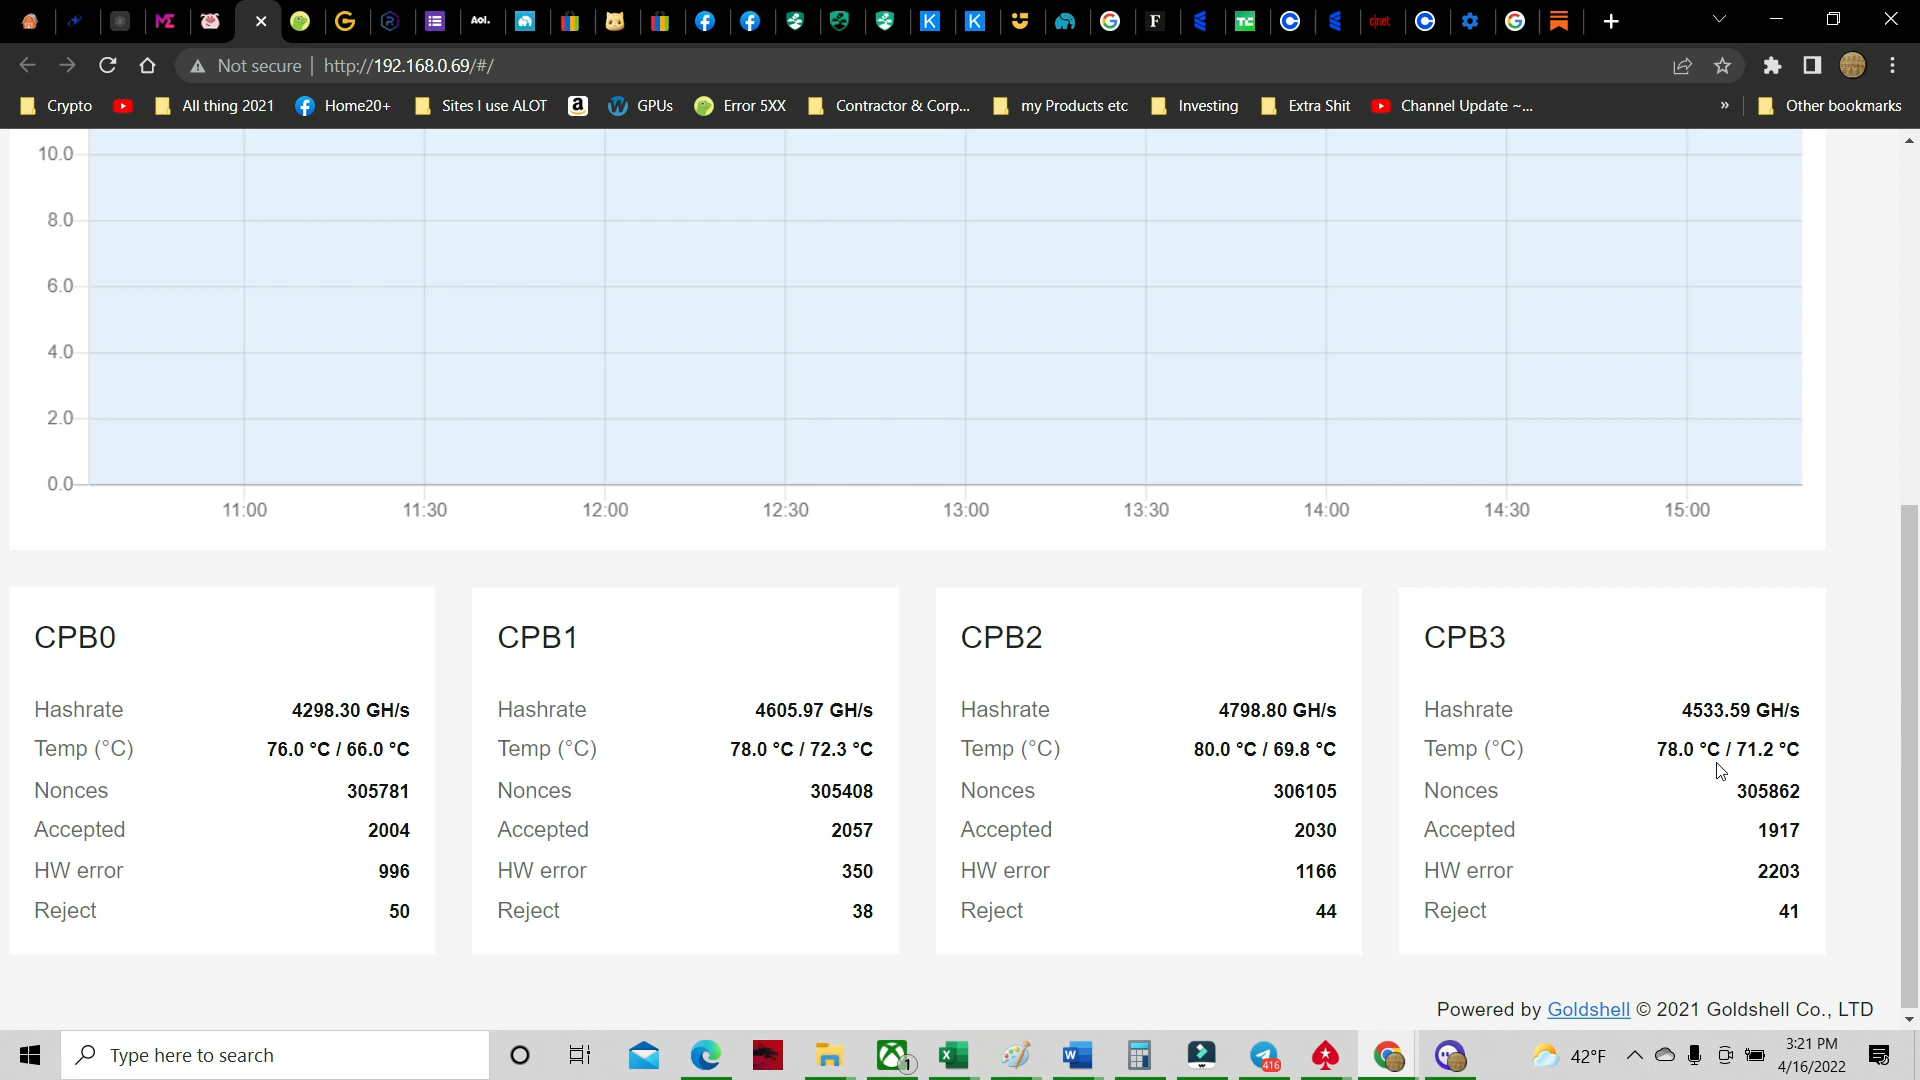 Aol.
TC
c|net
Not secure | http://192.168.0.69/#/
Crypto All thing 2021 Home20+ Sites I use ALOT GPUs Error 5XX Contractor & Corp... my Products etc Investing Extra Shit Channel Update ~... » Other bookmarks
10.0
8.0
6.0
4.0
2.0
0.0
11:00 11:30 12:00 12:30 13:00 13:30 14:00 14:30 15:00
CPB0 CPB1 CPB2 CPB3
Hashrate 4298.30 GH/s Hashrate 4605.97 GH/s Hashrate 4798.80 GH/s Hashrate 4533.59 GH/s
Temp (°C) 76.0 °C / 66.0 °C Temp (°C) 78.0 °C / 72.3 °C Temp (°C) 80.0 °C / 69.8 °C Temp (°C) 78.0 °C / 71.2 °C
Nonces 305781 Nonces 305408 Nonces 306105 Nonces 305862
Accepted 2004 Accepted 2057 Accepted 2030 Accepted 1917
HW error 996 HW error 350 HW error 1166 HW error 2203
Reject 50 Reject 38 Reject 44 Reject 41
Powered by Goldshell © 2021 Goldshell Co., LTD
Type here to search 1 416 42°F 3:21 PM
4/16/2022